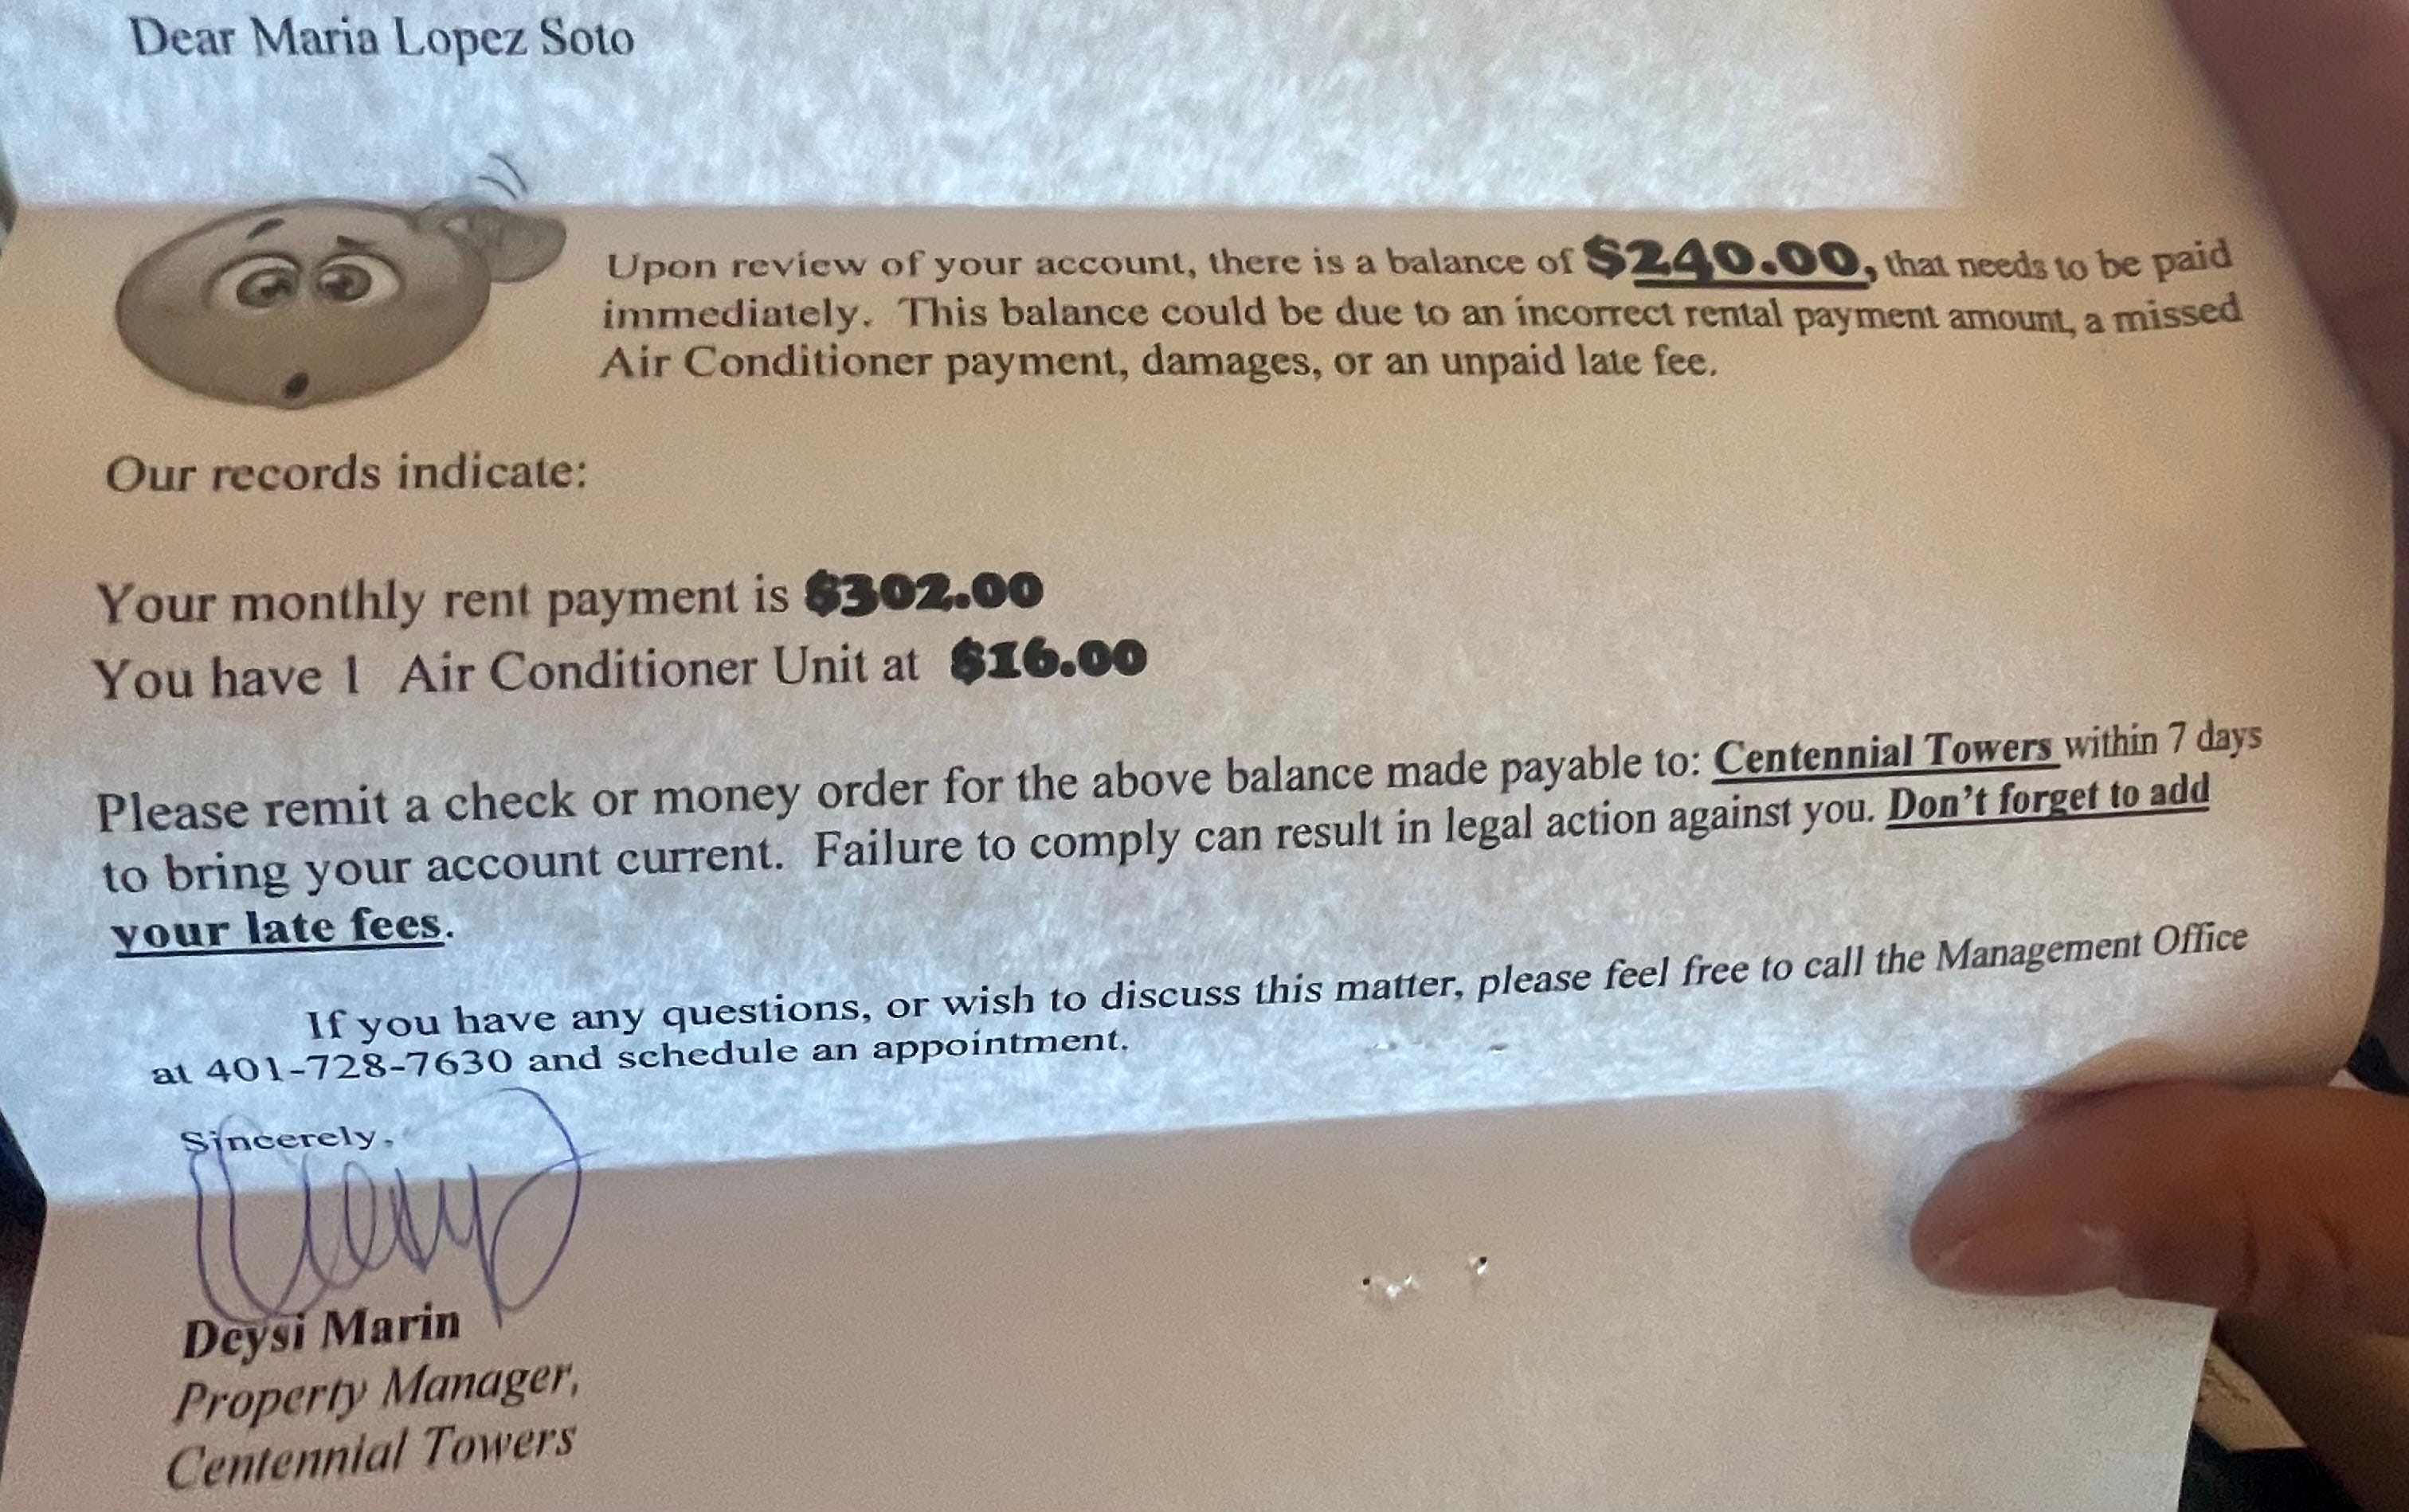 Dear Maria Lopez Soto
Upon review of your account, there is a balance of $240.00, that needs to be paid
immediately. This balance could be due to an incorrect rental payment amount, a missed
Air Conditioner payment, damages, or an unpaid late fee.
Our records indicate:
Your monthly rent payment is $302.00
You have 1 Air Conditioner Unit at $16.00
Please remit a check or money order for the above balance made payable to: Centennial Towers within 7 days
to bring your account current. Failure to comply can result in legal action against you. Don't forget to add
your late fees.
If you have any questions, or wish to discuss this matter, please feel free to call the Management Office
at 401-728-7630 and schedule an appointment.
Sincerely,
Deysi Marin
Property Manager,
Centennial Towers